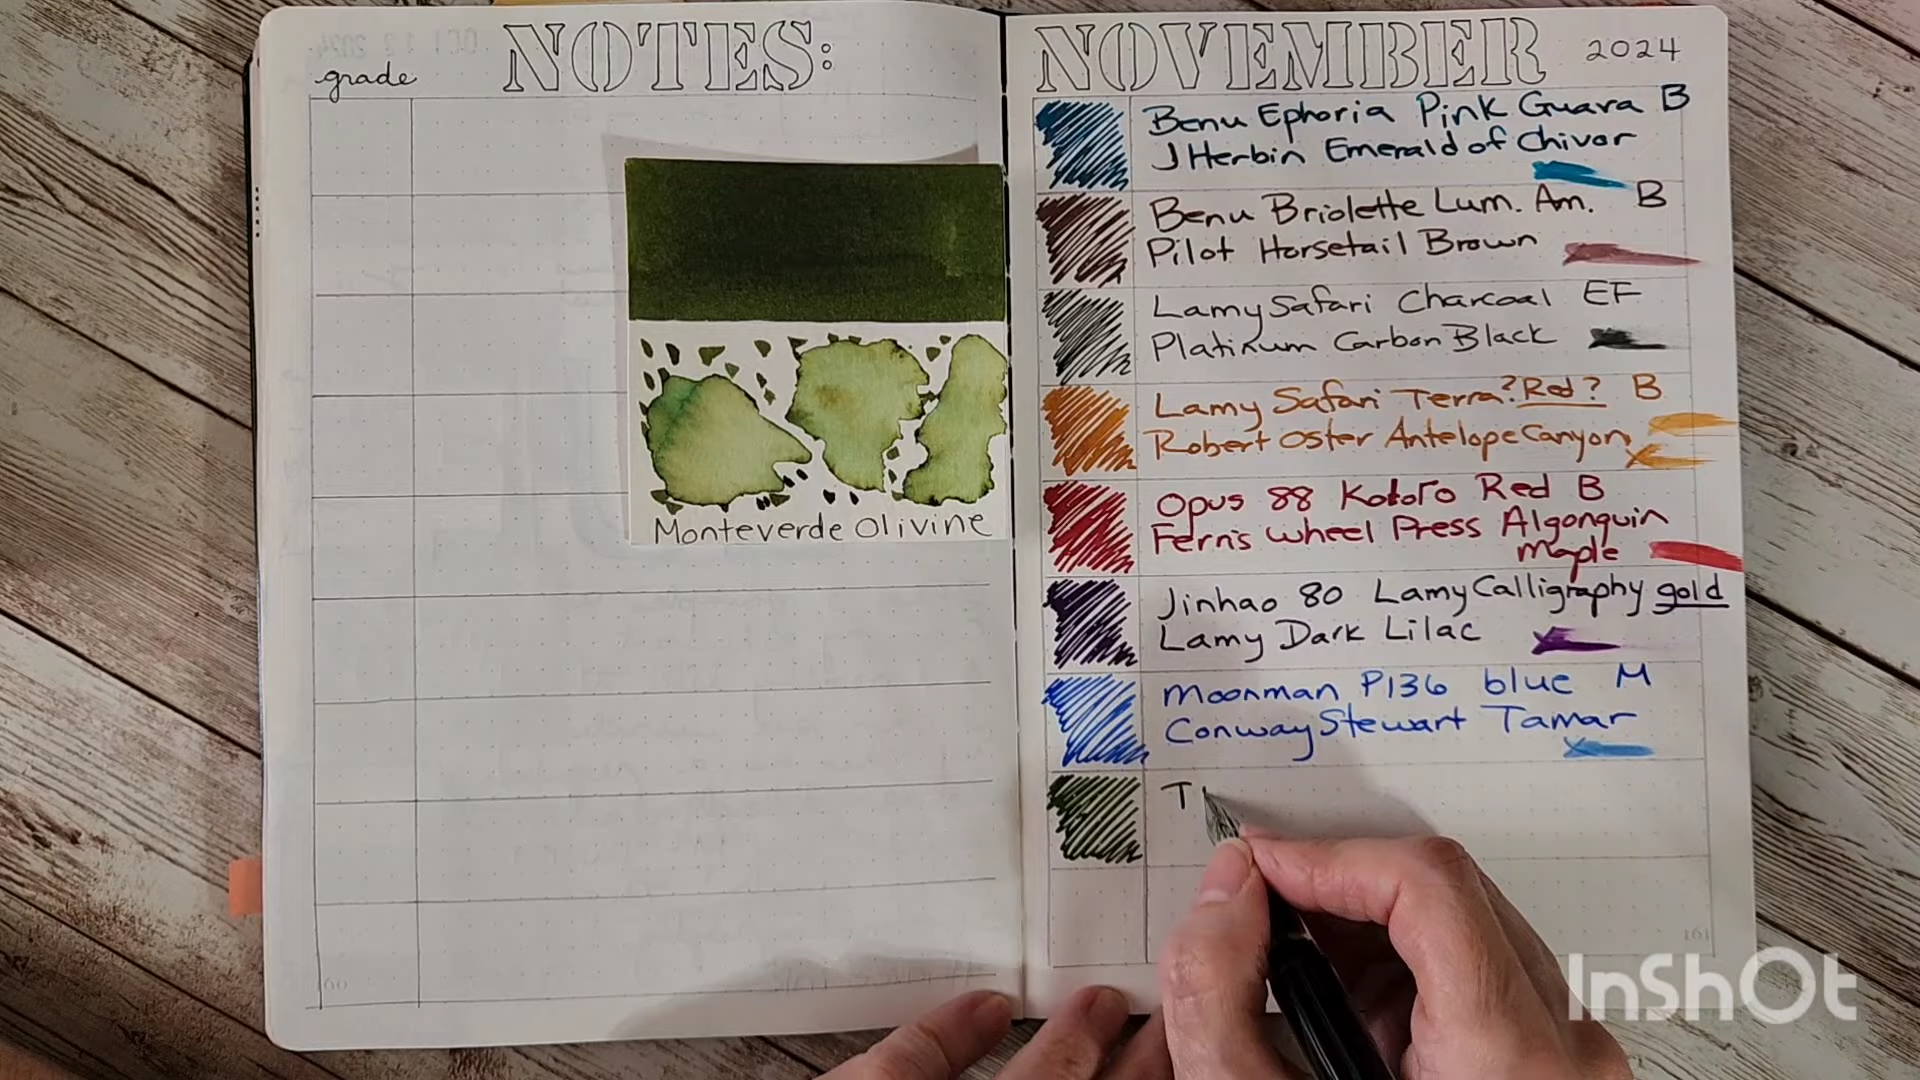 grade
NOTES:
Monteverde Olivine
NOVEMBER 2024
Benu Ephoria Pink Guava B
J Herbin Emerald of Chivor
Benu Briolette Lum. Am. B
Pilot Horsetail Brown
Lamy Safari Charcoal EF
Platinum Carbon Black
Lamy Safari Terra? Red? B
Robert Oster Antelope Canyon
Opus 88 Koloro Red B
Ferris Wheel Press Algonquin
Maple
Jinhao 80 Lamy Calligraphy gold
Lamy Dark Lilac
Moonman P136 blue M
Conway Stewart Tamar
T
161
InShOt